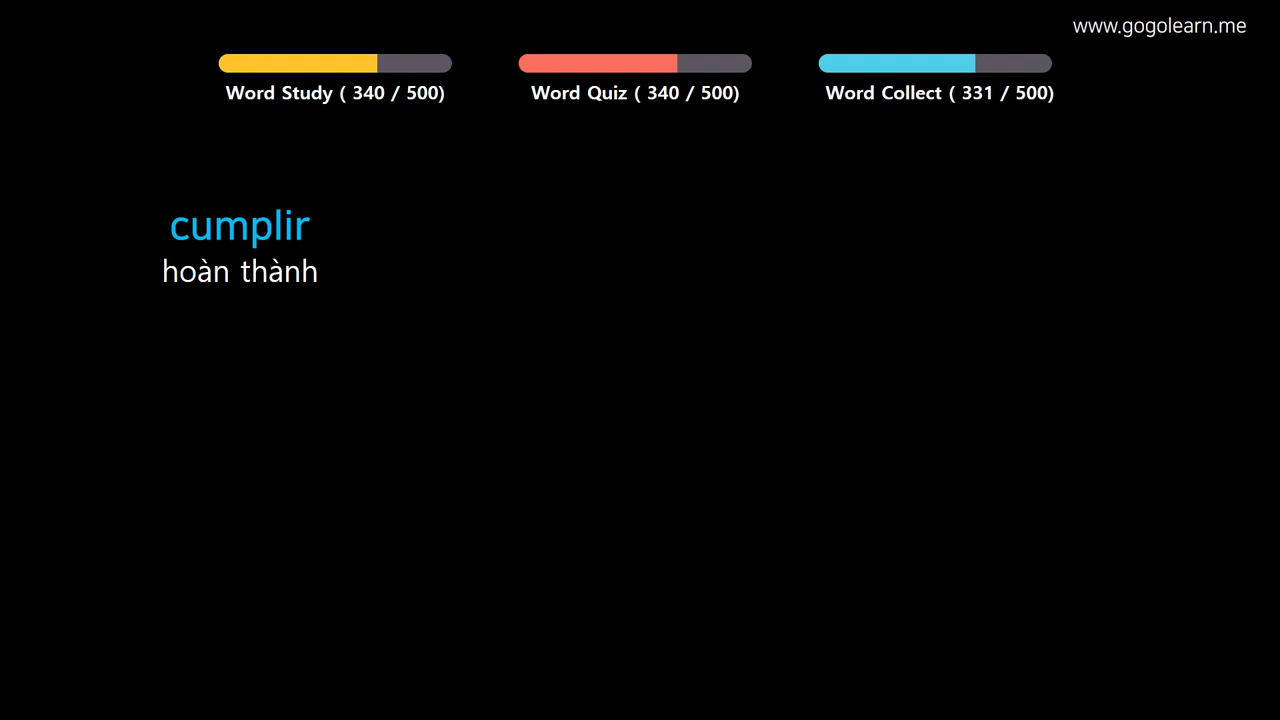 www.gogolearn.me
Word Study ( 340 / 500)
Word Quiz ( 340 / 500)
Word Collect ( 331 / 500)
cumplir
hoàn thành